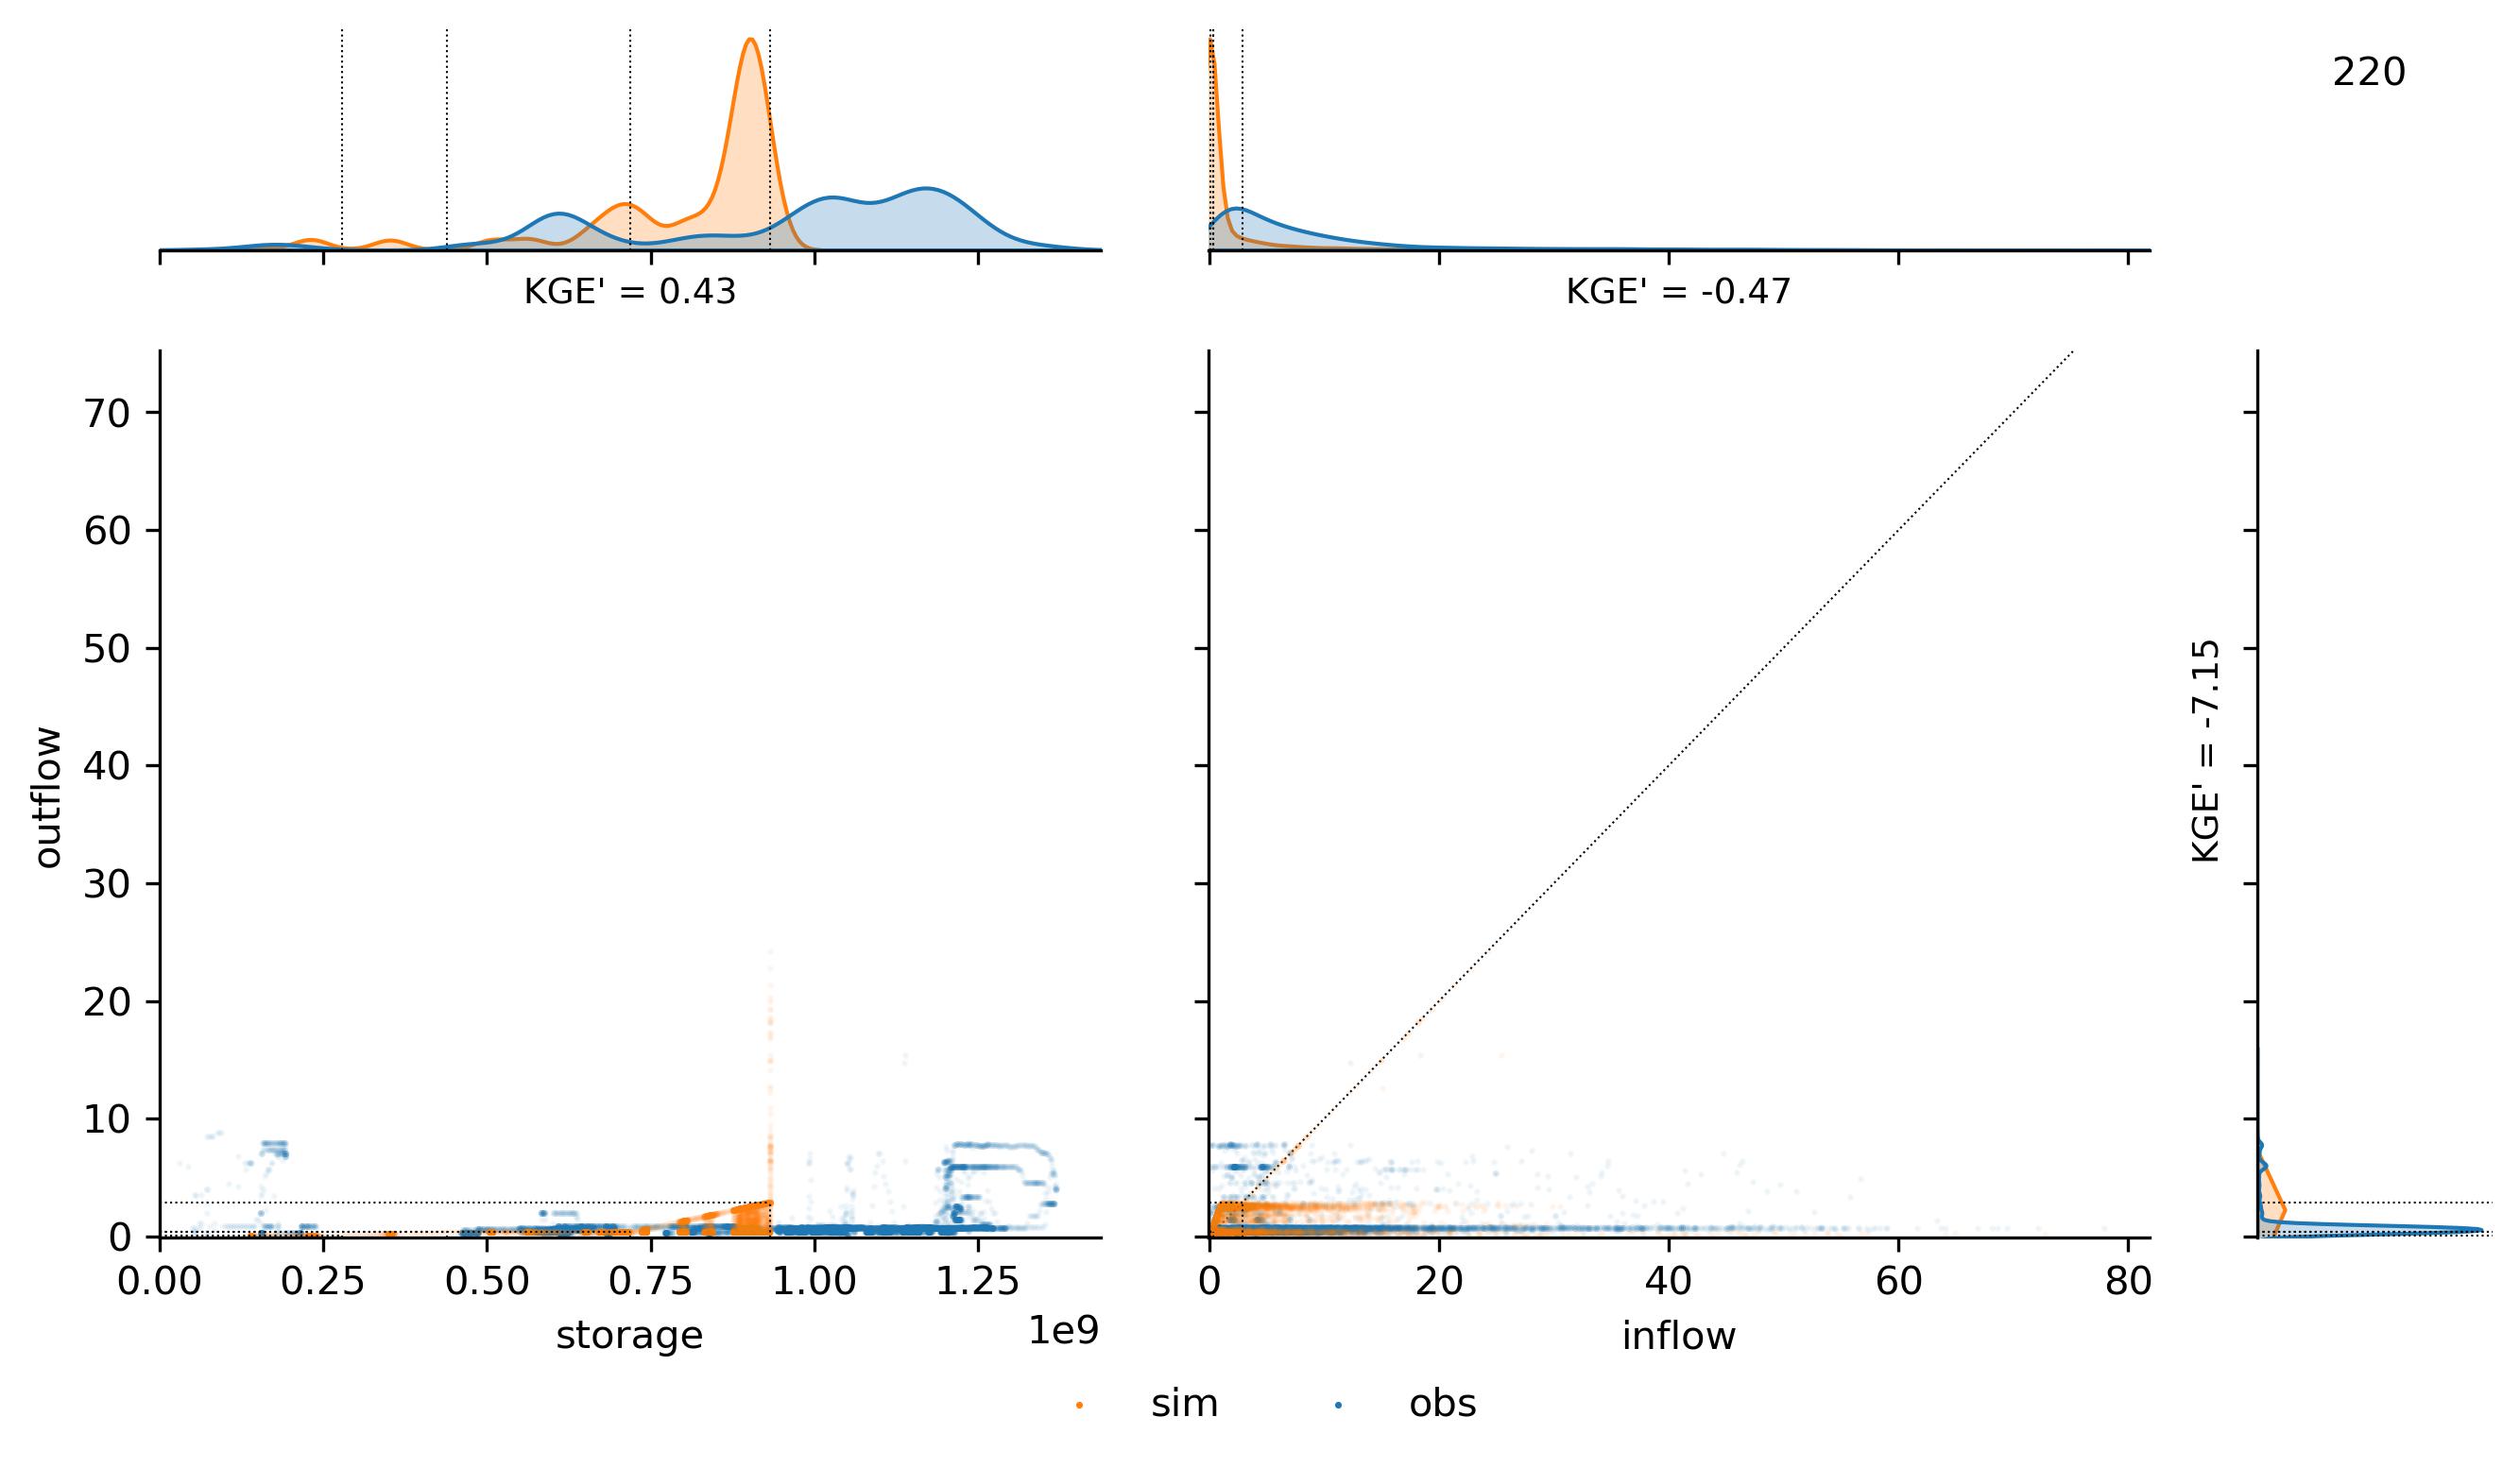 220
KGE' = 0.43
KGE' = -0.47
70
60
50
40
30
20
10
0
outflow
0.00 0.25 0.50 0.75 1.00 1.25
1e9
storage
0 20 40 60 80
inflow
KGE' = -7.15
sim obs